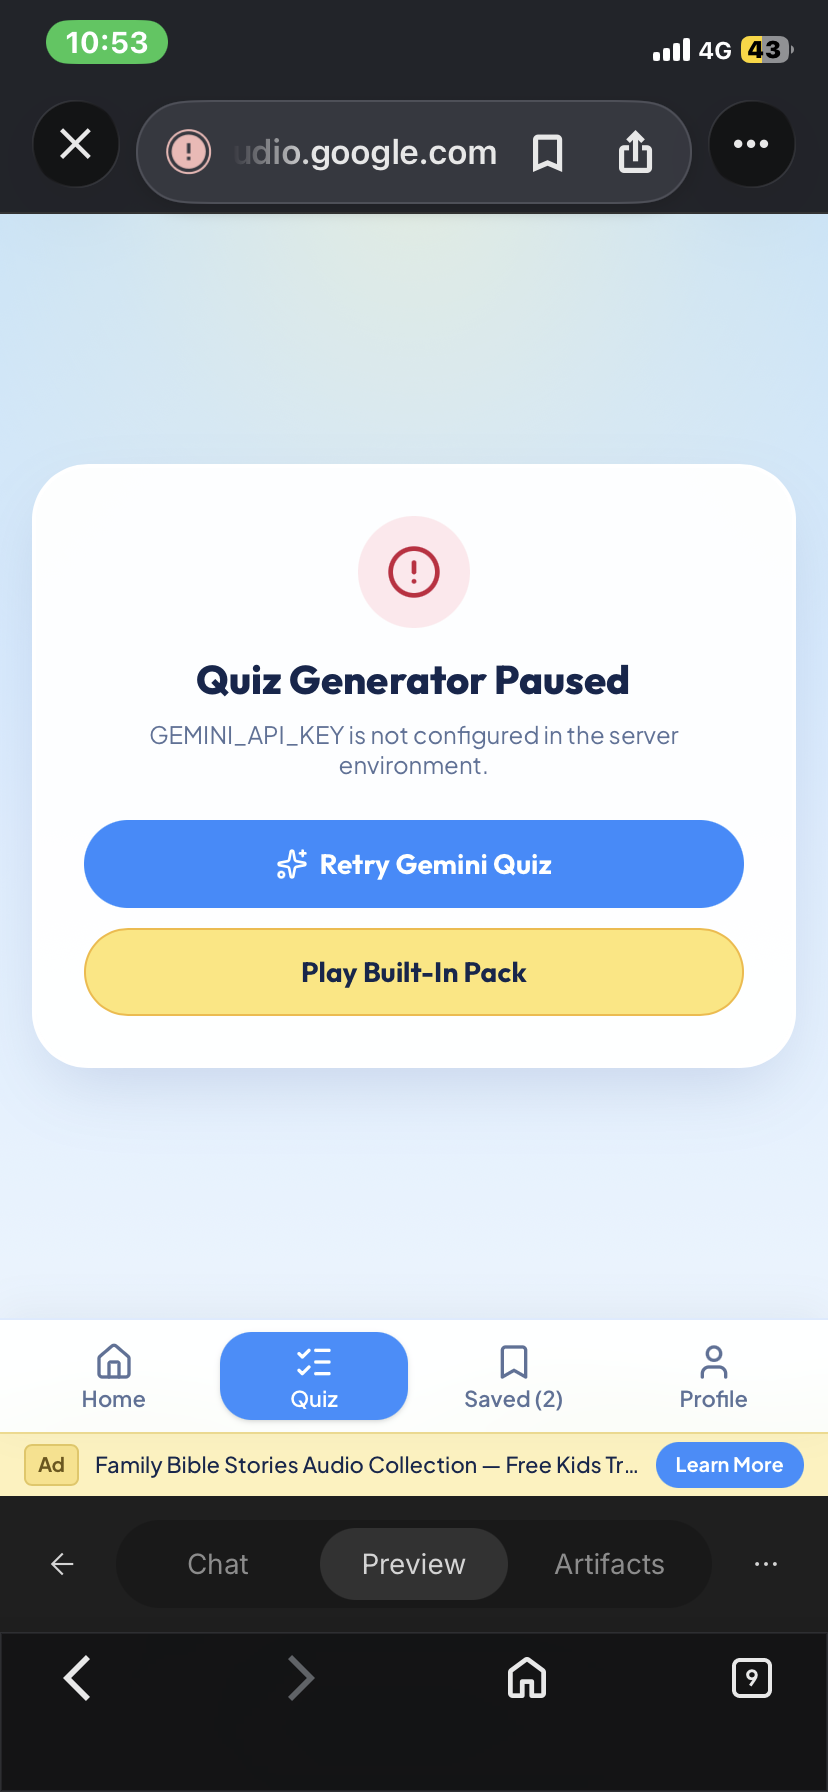 10:53
4G
43
udio.google.com
Quiz Generator Paused
GEMINI_API_KEY is not configured in the server
environment.
Retry Gemini Quiz
Play Built-In Pack
Home
Quiz
Saved (2)
Profile
Ad
Family Bible Stories Audio Collection — Free Kids Tr...
Learn More
Chat
Preview
Artifacts
9